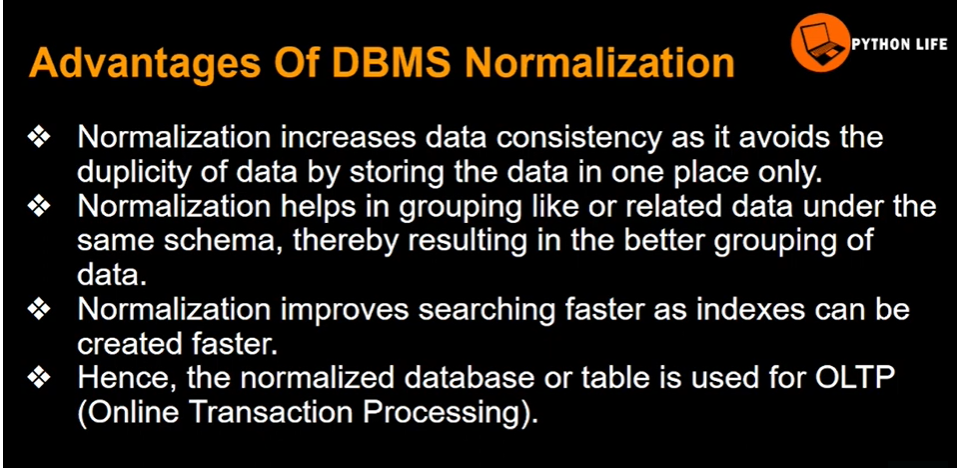 Advantages Of DBMS Normalization
PYTHON LIFE
❖ Normalization increases data consistency as it avoids the
duplicity of data by storing the data in one place only.
❖ Normalization helps in grouping like or related data under the
same schema, thereby resulting in the better grouping of
data.
❖ Normalization improves searching faster as indexes can be
created faster.
❖ Hence, the normalized database or table is used for OLTP
(Online Transaction Processing).